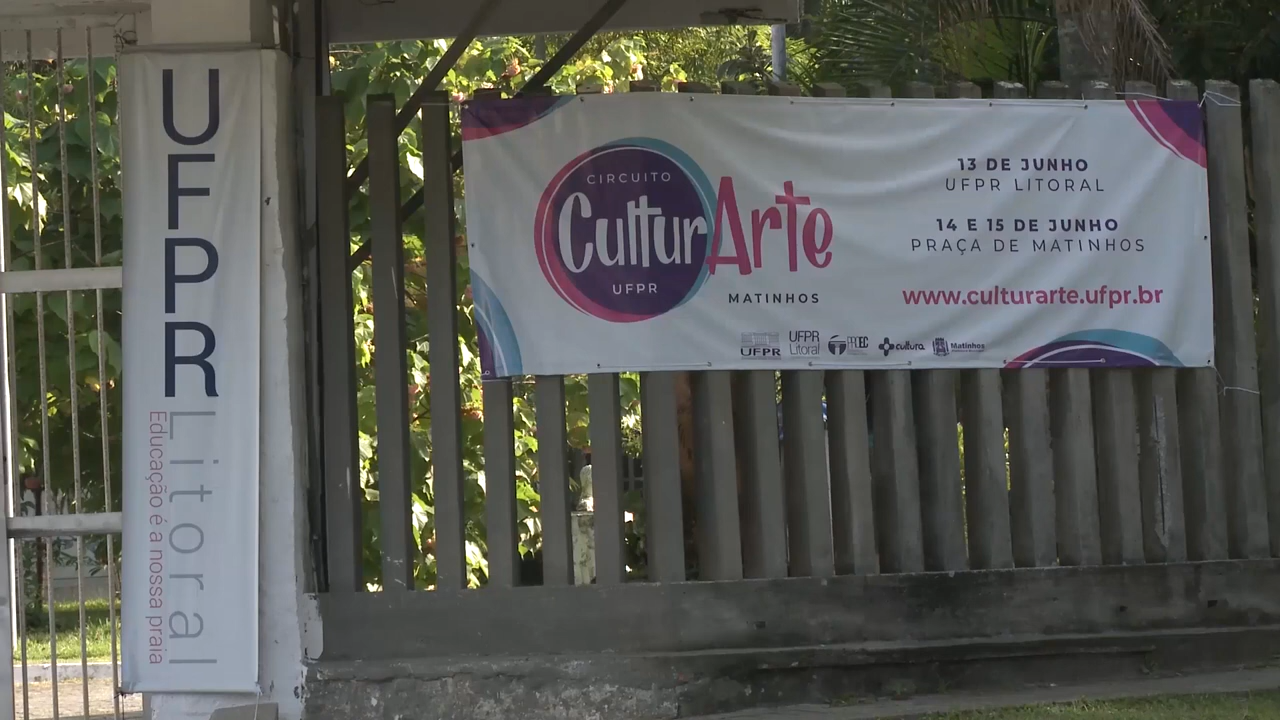 UFPR
Litoral
Educação é a nossa praia
CIRCUITO
CulturArte
UFPR
MATINHOS
13 DE JUNHO
UFPR LITORAL
14 E 15 DE JUNHO
PRAÇA DE MATINHOS
www.culturarte.ufpr.br
UFPR
UFPR
Litoral
PROEC
cultura
Matinhos